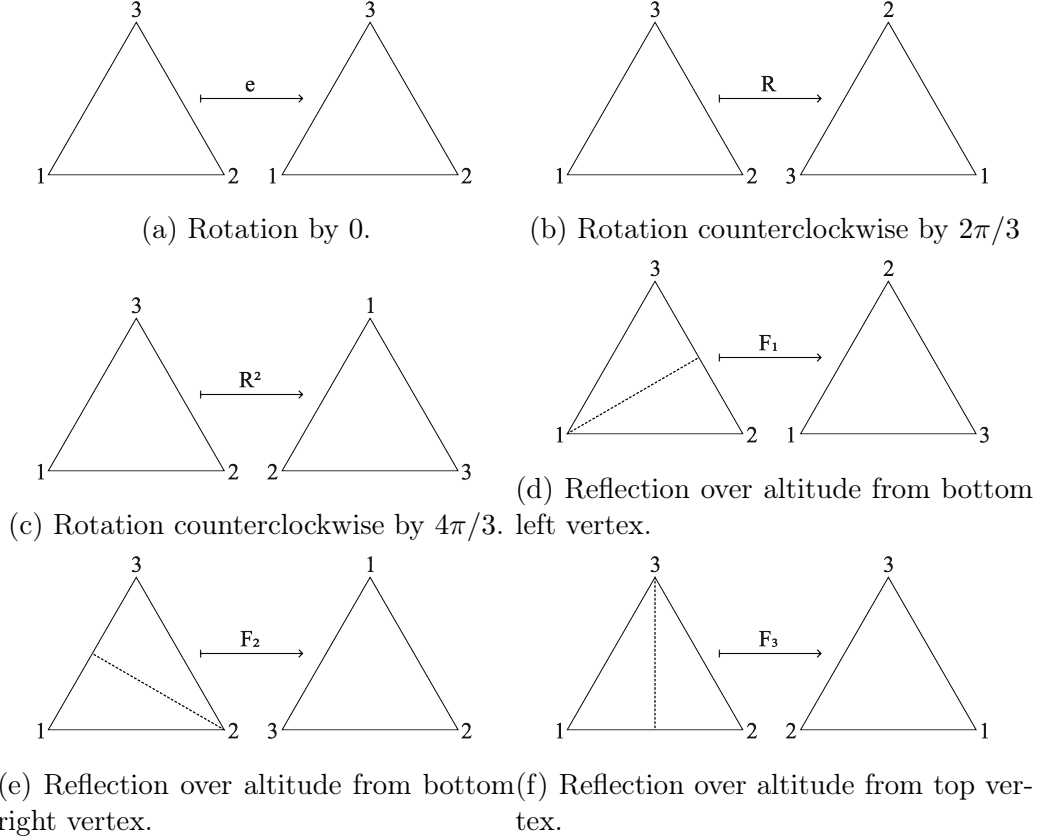 3 3
e
1 2 1 2
(a) Rotation by 0.
3 2
R
1 2 3 1
(b) Rotation counterclockwise by 2π/3
3 1
R²
1 2 2 3
(c) Rotation counterclockwise by 4π/3.
3 2
F₁
1 2 1 3
(d) Reflection over altitude from bottom
left vertex.
3 1
F₂
1 2 3 2
(e) Reflection over altitude from bottom
right vertex.
3 3
F₃
1 2 2 1
(f) Reflection over altitude from top ver-
tex.